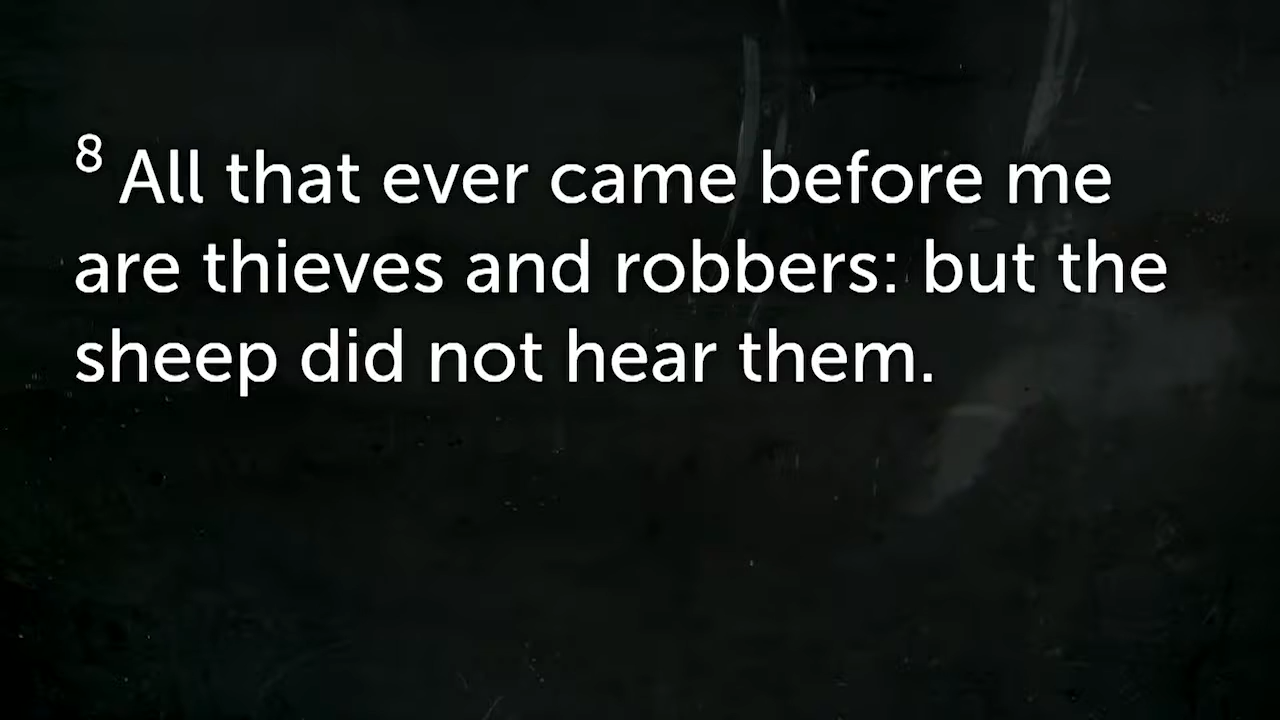 8 All that ever came before me
are thieves and robbers: but the
sheep did not hear them.